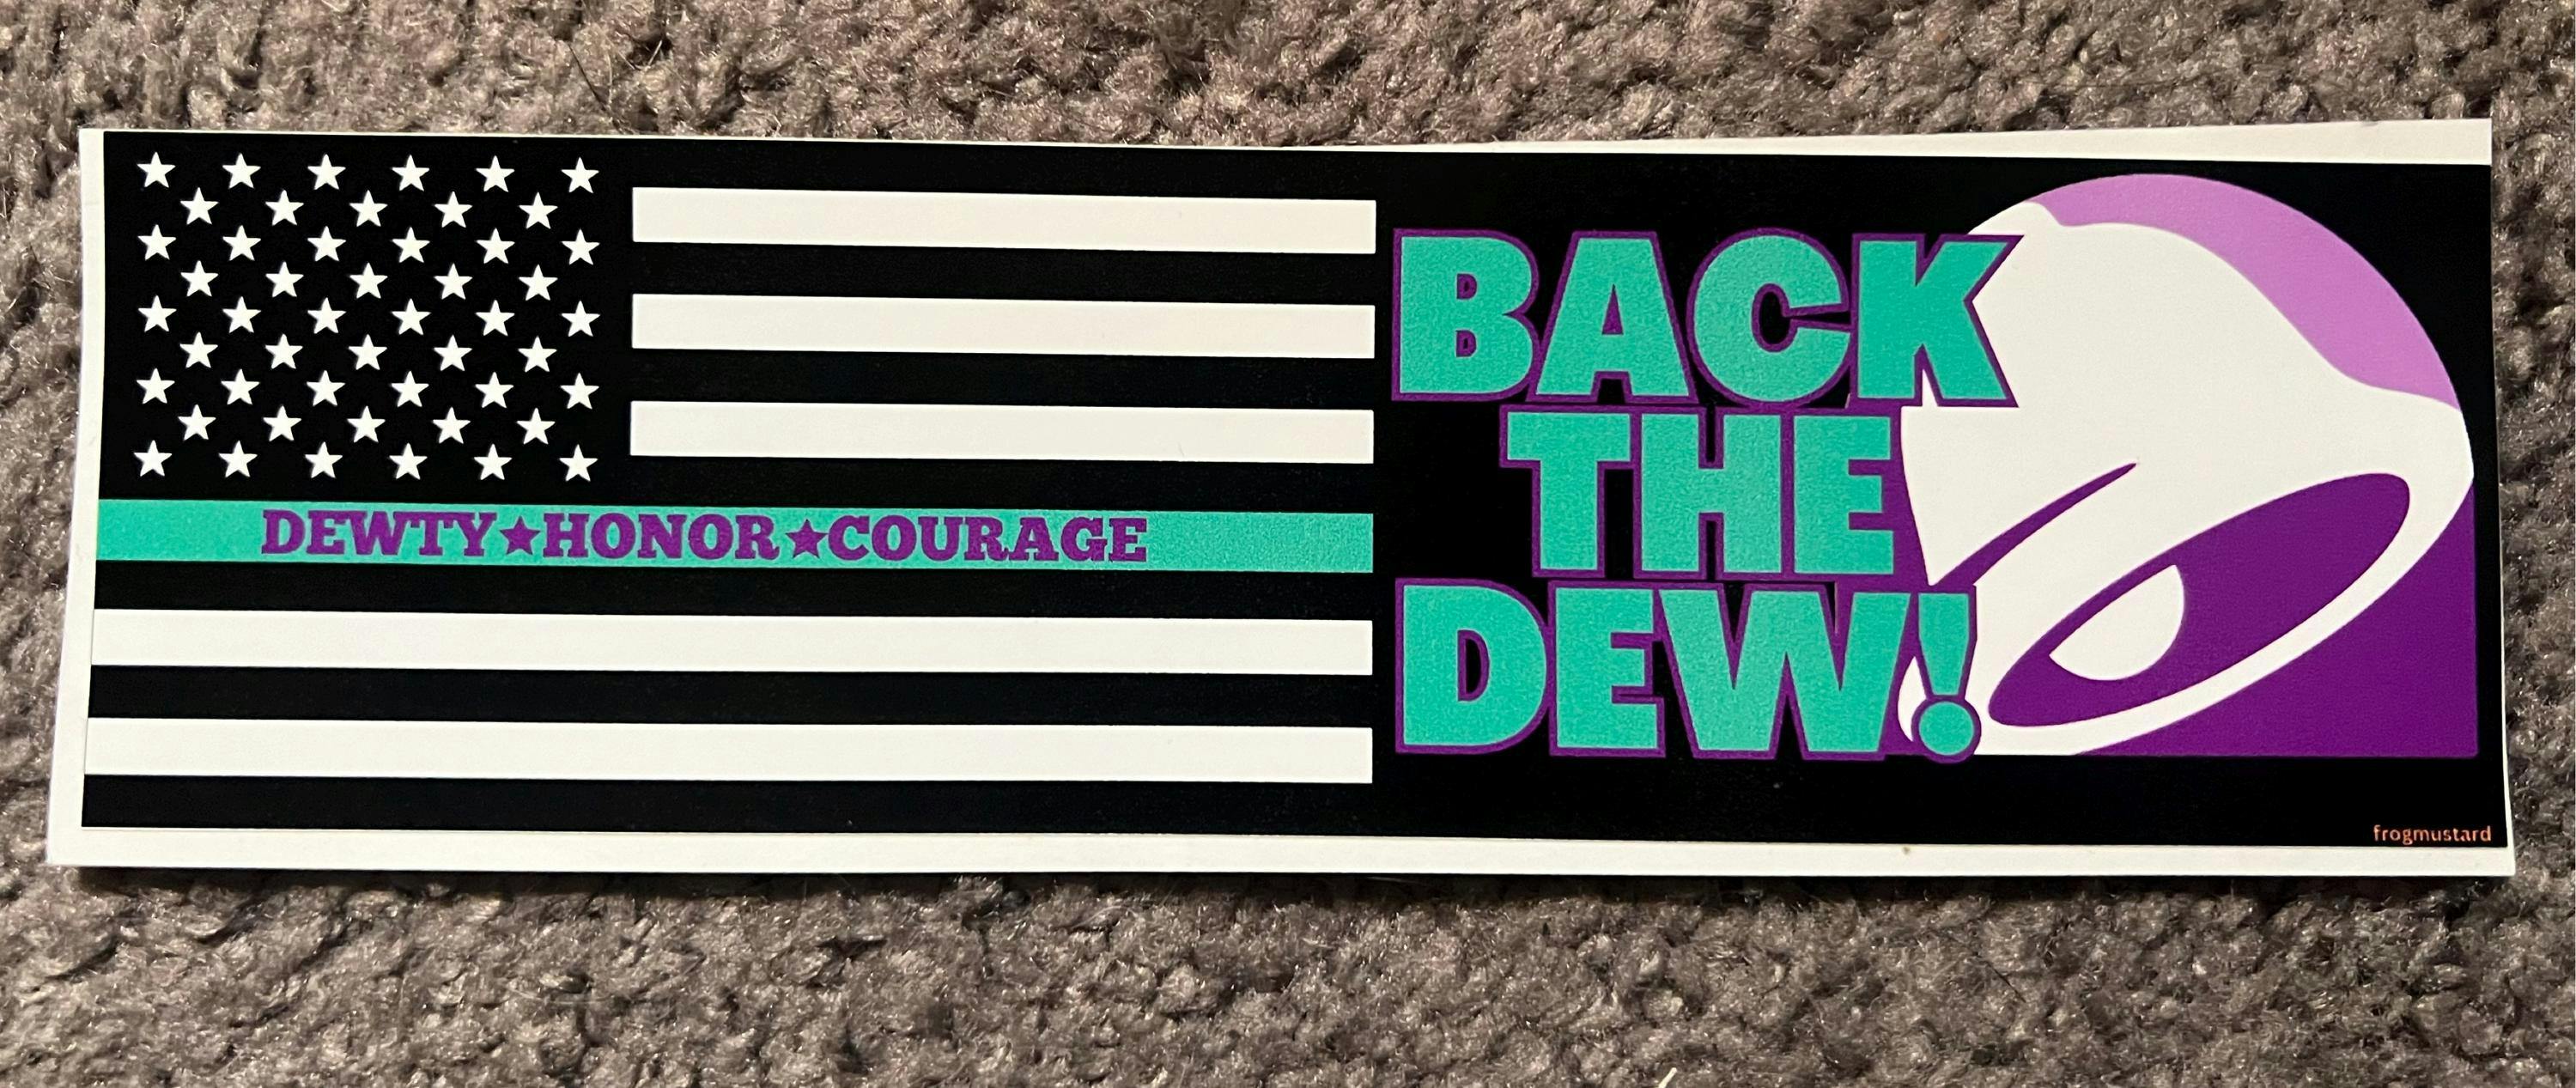 DEWTY★HONOR★COURAGE
BACK
THE
DEW!
frogmustard